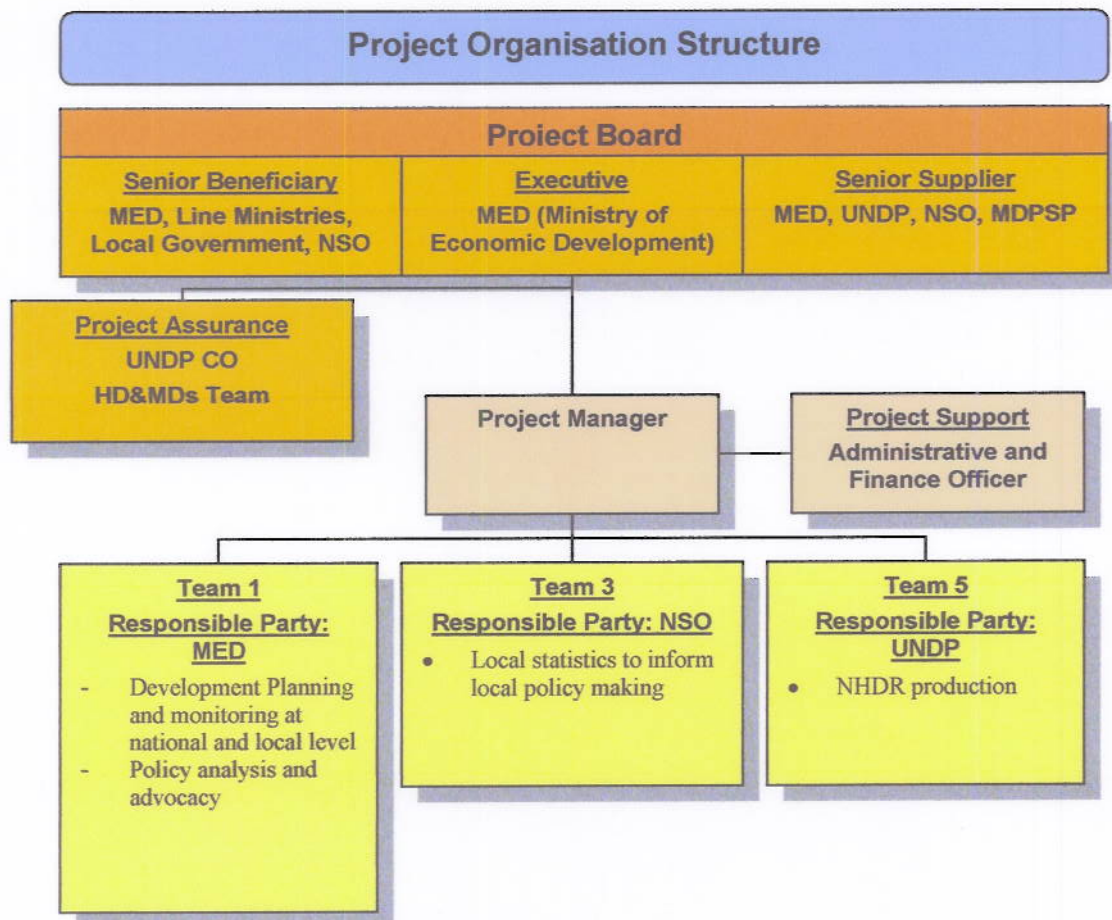 Project Organisation Structure
Project Board
Senior Beneficiary
MED, Line Ministries,
Local Government, NSO
Executive
MED (Ministry of
Economic Development)
Senior Supplier
MED, UNDP, NSO, MDPSP
Project Assurance
UNDP CO
HD&MDs Team
Project Manager
Project Support
Administrative and
Finance Officer
Team 1
Responsible Party:
MED
- Development Planning
and monitoring at
national and local level
- Policy analysis and
advocacy
Team 3
Responsible Party: NSO
• Local statistics to inform
local policy making
Team 5
Responsible Party:
UNDP
• NHDR production